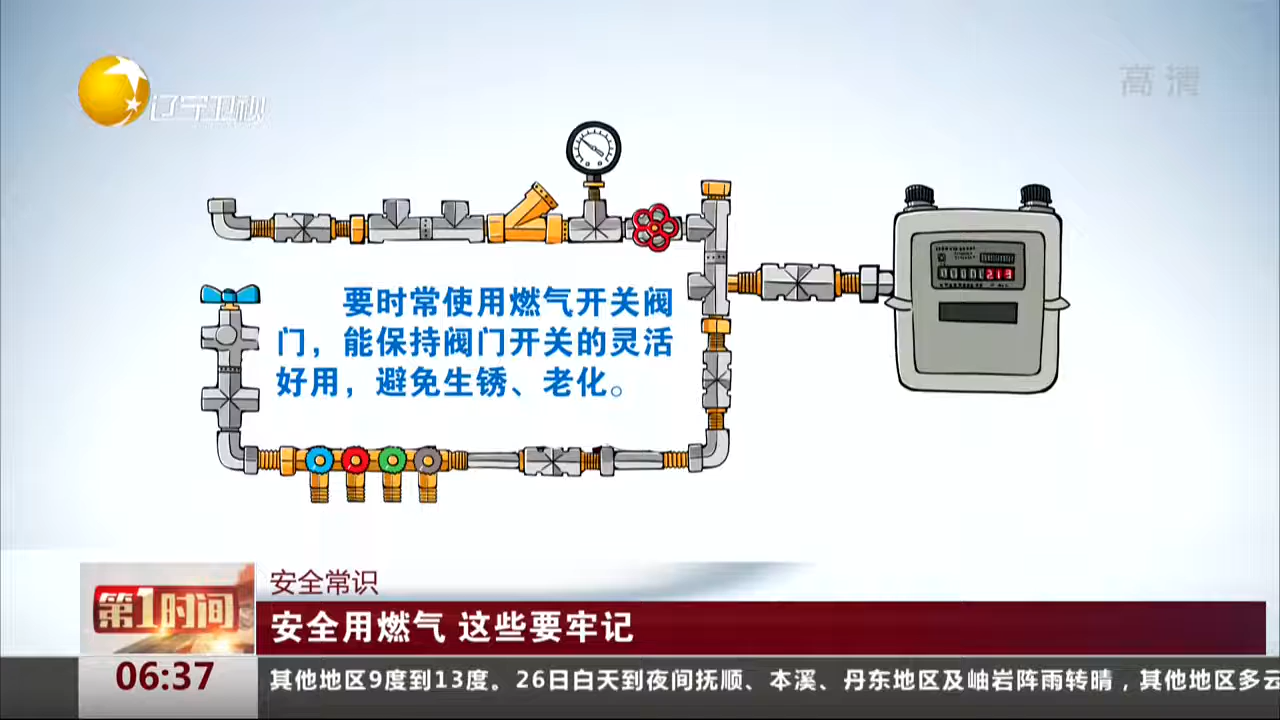 辽宁卫视
高清
要时常使用燃气开关阀
门，能保持阀门开关的灵活
好用，避免生锈、老化。
安全常识
第1时间
安全用燃气 这些要牢记
06:37
其他地区9度到13度。26日白天到夜间抚顺、本溪、丹东地区及岫岩阵雨转晴，其他地区多云